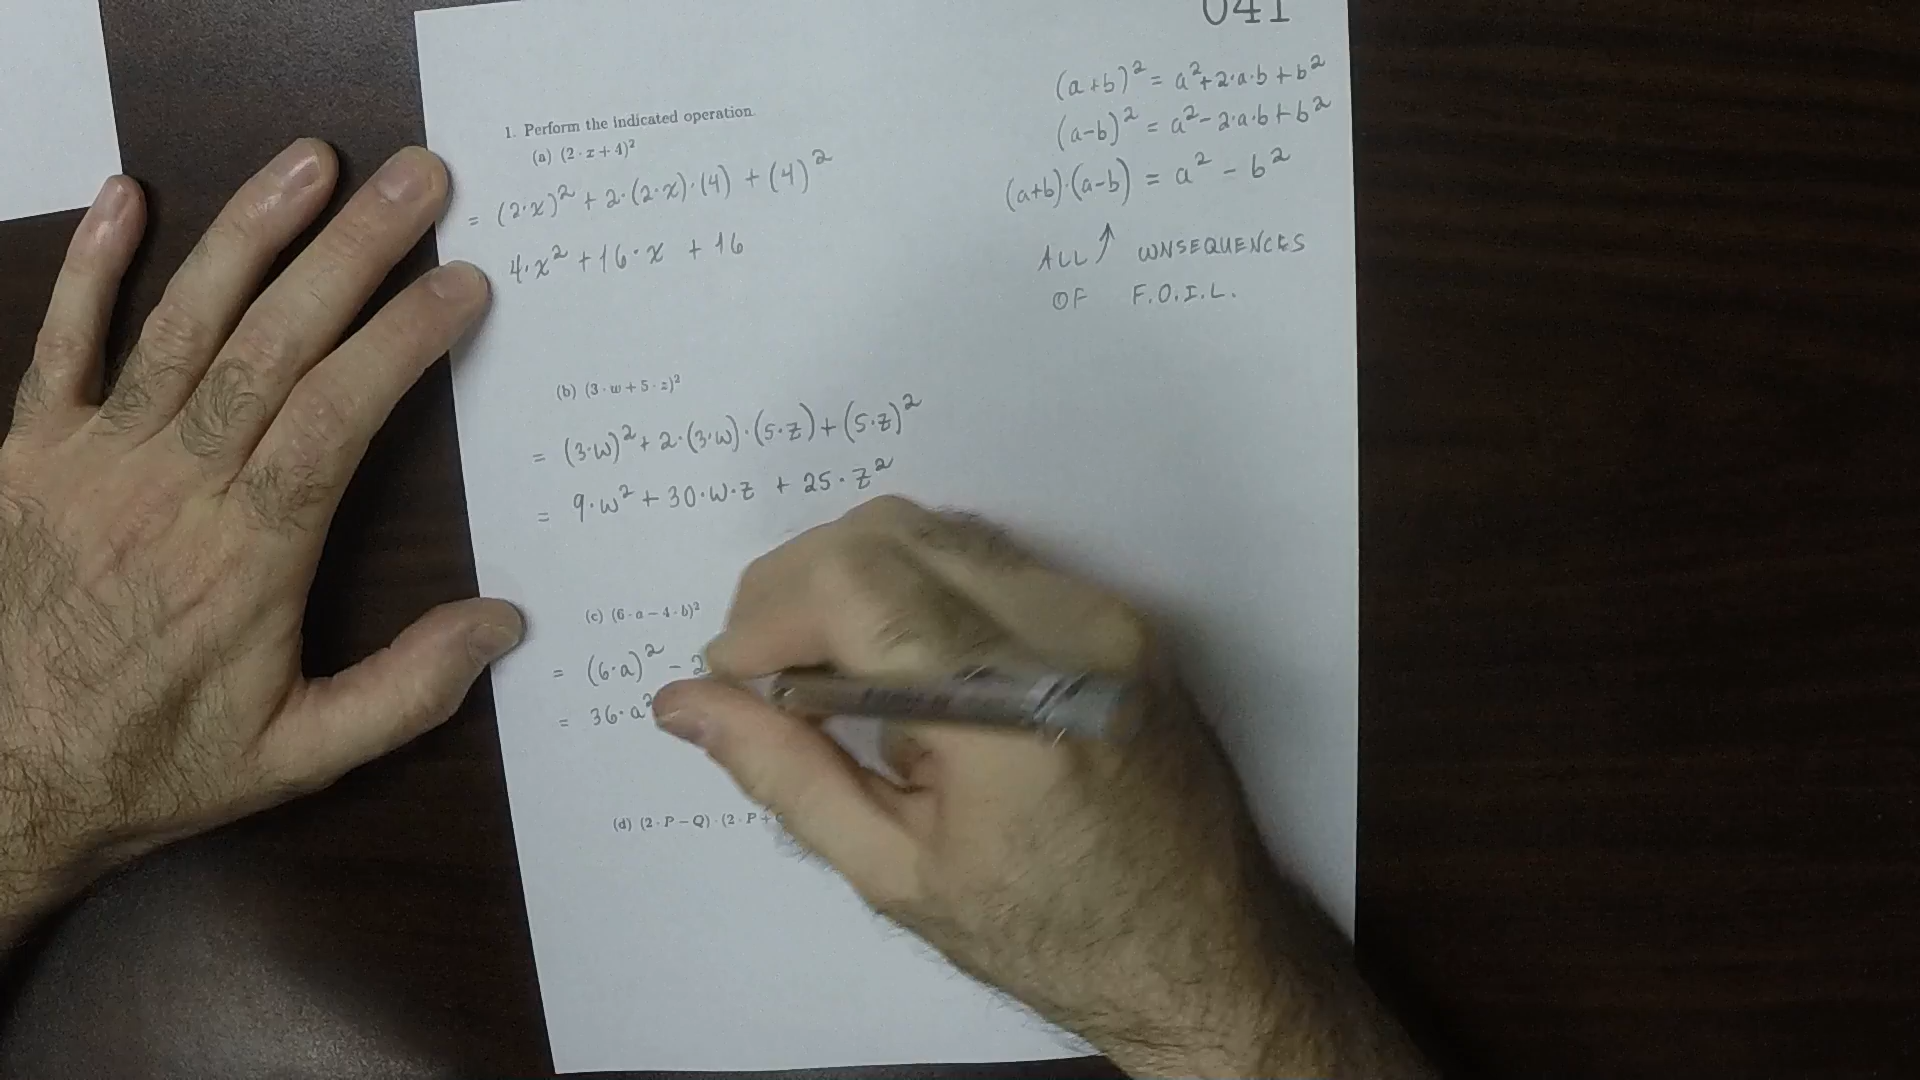 041
1. Perform the indicated operation.
(a) (2 · x + 4)²
= (2·x)² + 2·(2·x)·(4) + (4)²
4·x² + 16·x + 16
(b) (3 · w + 5 · z)²
= (3·w)² + 2·(3·w)·(5·z) + (5·z)²
= 9·w² + 30·w·z + 25·z²
(c) (6 · a − 4 · b)²
= (6·a)² − 2
= 36·a²
(d) (2 · P − Q) · (2 · P +
(a+b)² = a² + 2·a·b + b²
(a−b)² = a² − 2·a·b + b²
(a+b)·(a−b) = a² − b²
ALL ↑ CONSEQUENCES
OF F.O.I.L.